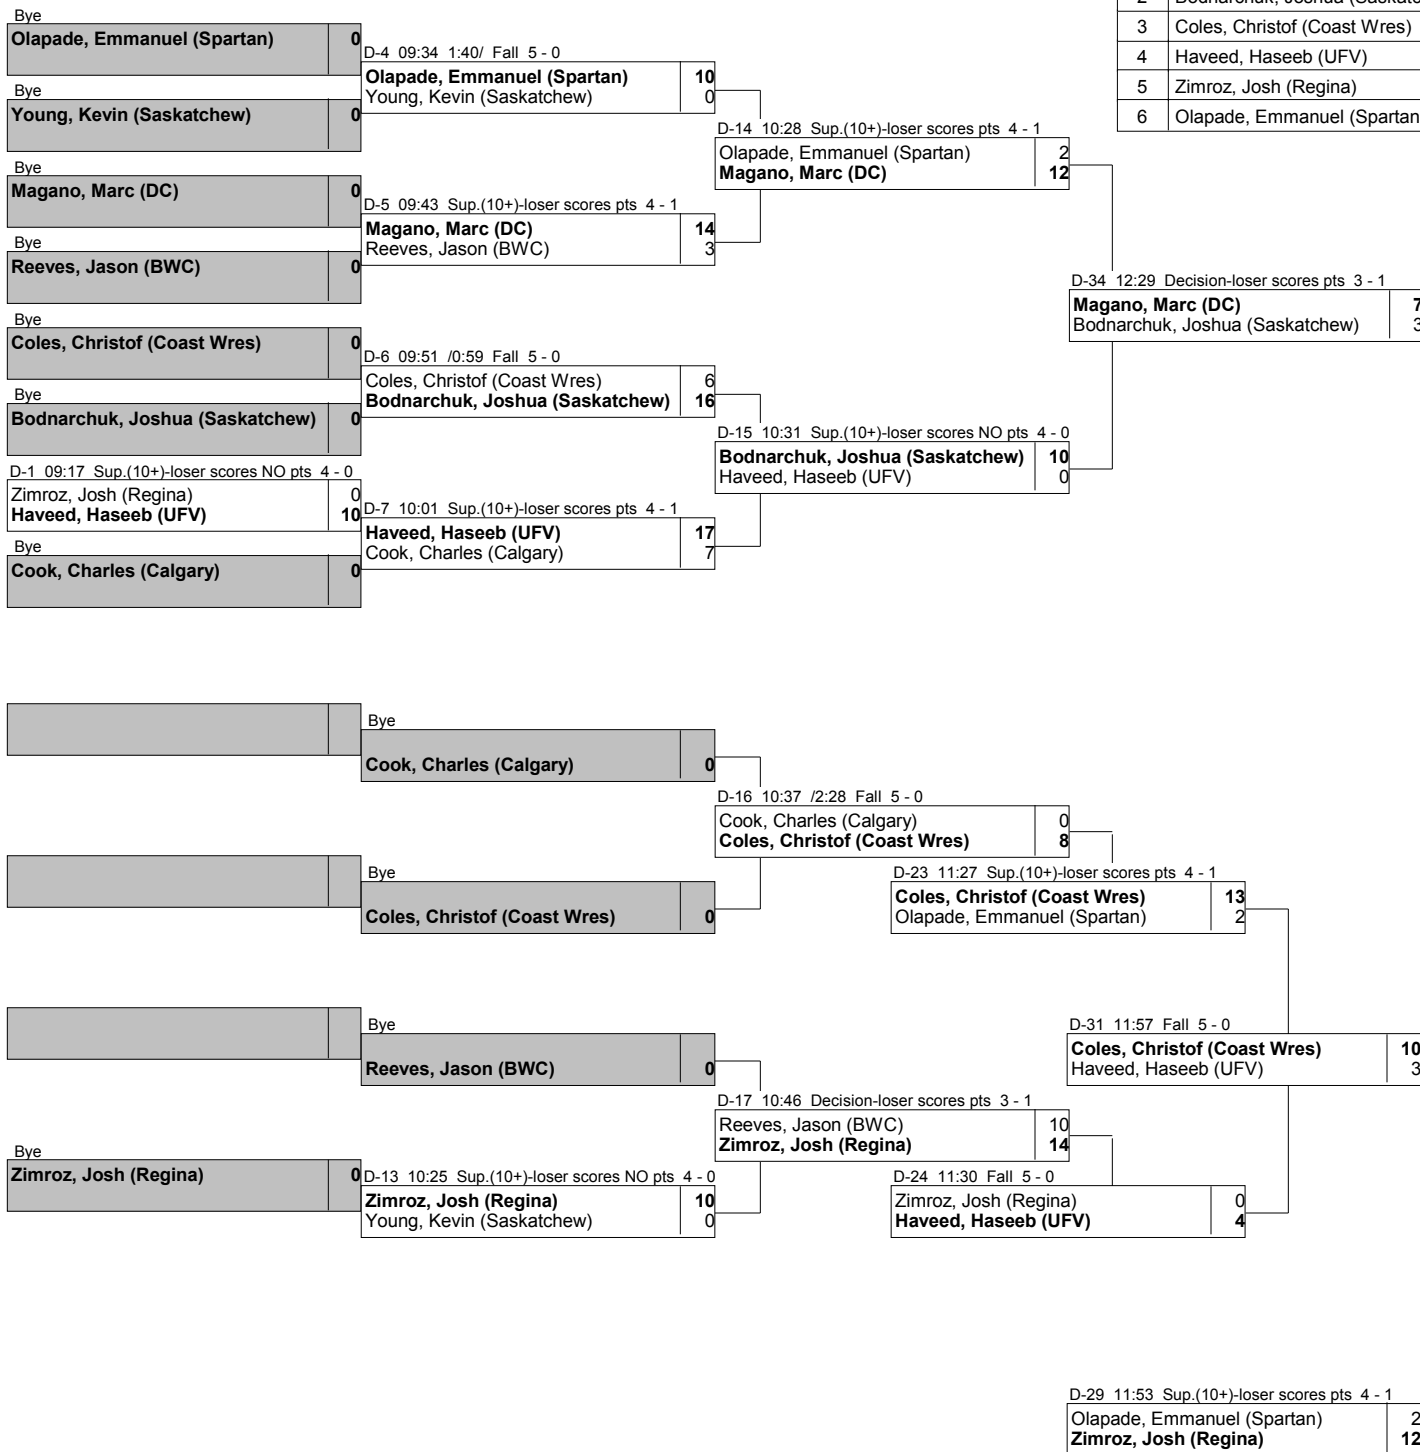 2 Bodnarchuk, Joshua
3 Coles, Christof (Coast Wres)
4 Haveed, Haseeb (UFV)
5 Zimroz, Josh (Regina)
6 Olapade, Emmanuel (Spartan
Bye
Olapade, Emmanuel (Spartan) 0
Bye
Young, Kevin (Saskatchew) 0
Bye
Magano, Marc (DC) 0
Bye
Reeves, Jason (BWC) 0
Bye
Coles, Christof (Coast Wres) 0
Bye
Bodnarchuk, Joshua (Saskatchew) 0
D-1 09:17 Sup.(10+)-loser scores NO pts 4 - 0
Zimroz, Josh (Regina) 0
Haveed, Haseeb (UFV) 10
Bye
Cook, Charles (Calgary) 0
D-4 09:34 1:40/ Fall 5 - 0
Olapade, Emmanuel (Spartan) 10
Young, Kevin (Saskatchew) 0
D-5 09:43 Sup.(10+)-loser scores pts 4 - 1
Magano, Marc (DC) 14
Reeves, Jason (BWC) 3
D-6 09:51 /0:59 Fall 5 - 0
Coles, Christof (Coast Wres) 6
Bodnarchuk, Joshua (Saskatchew) 16
D-7 10:01 Sup.(10+)-loser scores pts 4 - 1
Haveed, Haseeb (UFV) 17
Cook, Charles (Calgary) 7
D-14 10:28 Sup.(10+)-loser scores pts 4 - 1
Olapade, Emmanuel (Spartan) 2
Magano, Marc (DC) 12
D-15 10:31 Sup.(10+)-loser scores NO pts 4 - 0
Bodnarchuk, Joshua (Saskatchew) 10
Haveed, Haseeb (UFV) 0
D-34 12:29 Decision-loser scores pts 3 - 1
Magano, Marc (DC) 7
Bodnarchuk, Joshua (Saskatchew) 3
Bye
Cook, Charles (Calgary) 0
Bye
Coles, Christof (Coast Wres) 0
Bye
Reeves, Jason (BWC) 0
Bye
Zimroz, Josh (Regina) 0
D-13 10:25 Sup.(10+)-loser scores NO pts 4 - 0
Zimroz, Josh (Regina) 10
Young, Kevin (Saskatchew) 0
D-16 10:37 /2:28 Fall 5 - 0
Cook, Charles (Calgary) 0
Coles, Christof (Coast Wres) 8
D-17 10:46 Decision-loser scores pts 3 - 1
Reeves, Jason (BWC) 10
Zimroz, Josh (Regina) 14
D-23 11:27 Sup.(10+)-loser scores pts 4 - 1
Coles, Christof (Coast Wres) 13
Olapade, Emmanuel (Spartan) 2
D-24 11:30 Fall 5 - 0
Zimroz, Josh (Regina) 0
Haveed, Haseeb (UFV) 4
D-31 11:57 Fall 5 - 0
Coles, Christof (Coast Wres) 10
Haveed, Haseeb (UFV) 3
D-29 11:53 Sup.(10+)-loser scores pts 4 - 1
Olapade, Emmanuel (Spartan) 2
Zimroz, Josh (Regina) 12